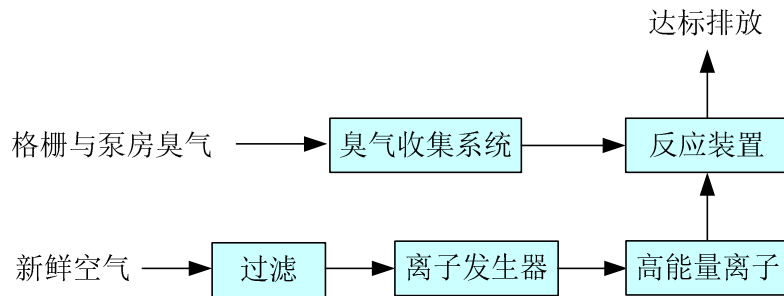 达标排放
格栅与泵房臭气
臭气收集系统
反应装置
新鲜空气
过滤
离子发生器
高能量离子